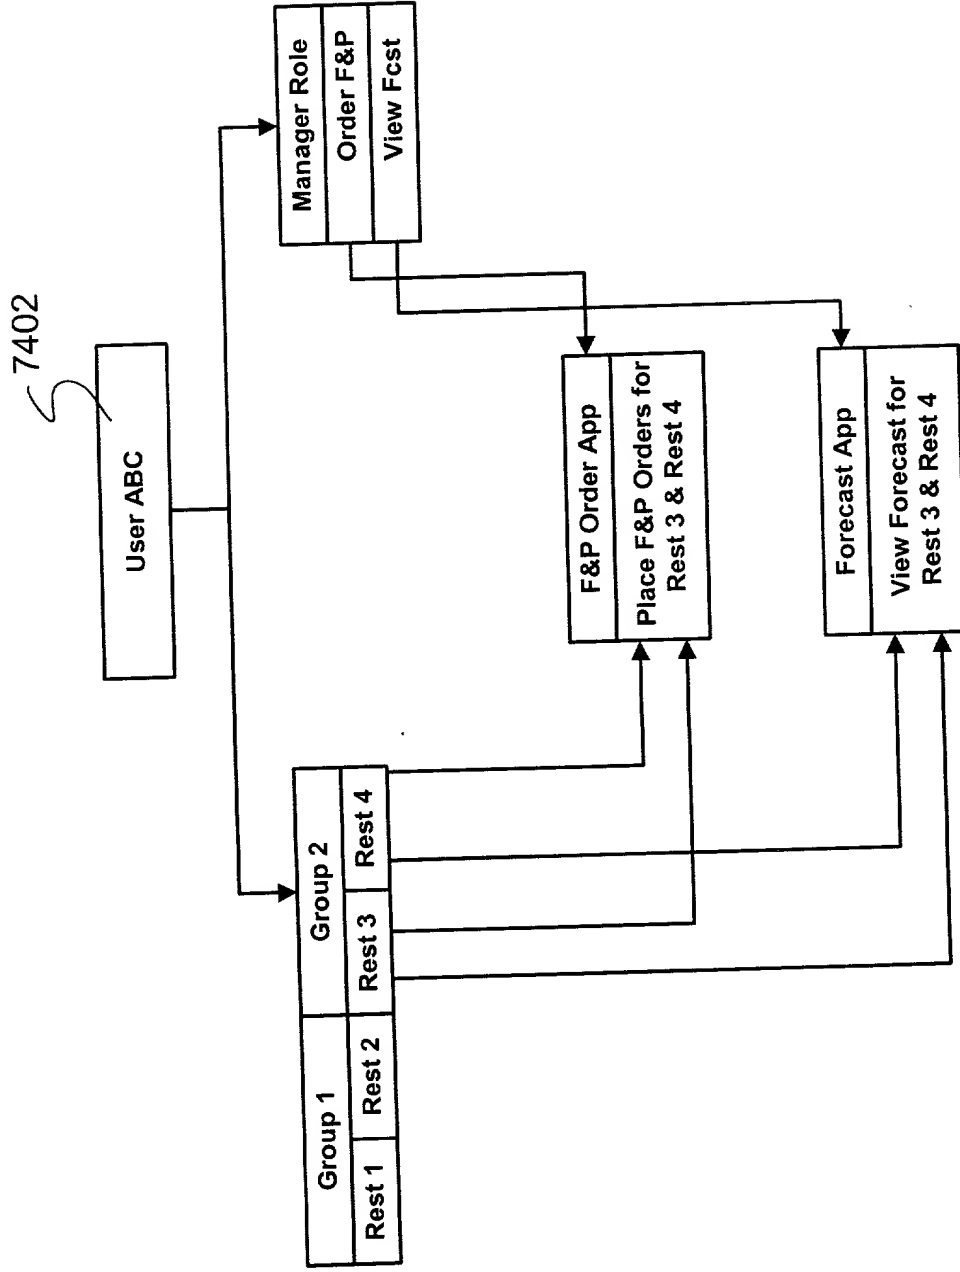 7402
User ABC
Group 1
Group 2
Rest 1
Rest 2
Rest 3
Rest 4
Manager Role
Order F&P
View Fcst
F&P Order App
Place F&P Orders for
Rest 3 & Rest 4
Forecast App
View Forecast for
Rest 3 & Rest 4